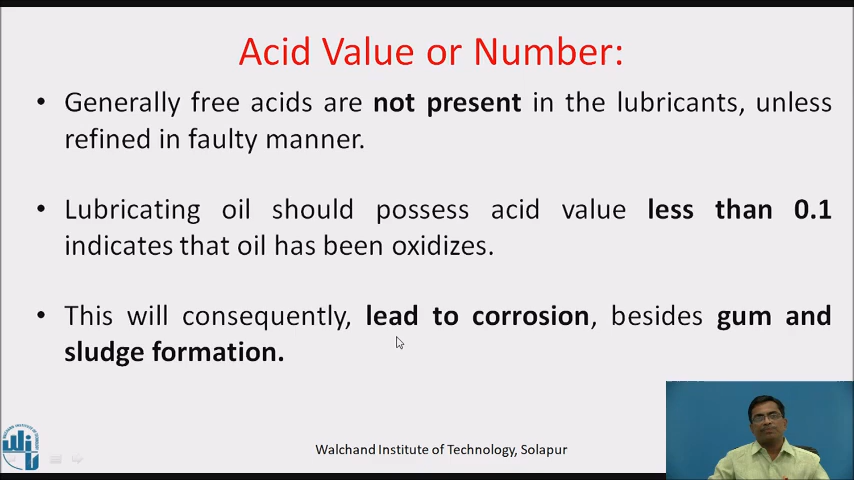 Acid Value or Number:
• Generally free acids are not present in the lubricants, unless
refined in faulty manner.
• Lubricating oil should possess acid value less than 0.1
indicates that oil has been oxidizes.
• This will consequently, lead to corrosion, besides gum and
sludge formation.
Walchand Institute of Technology, Solapur